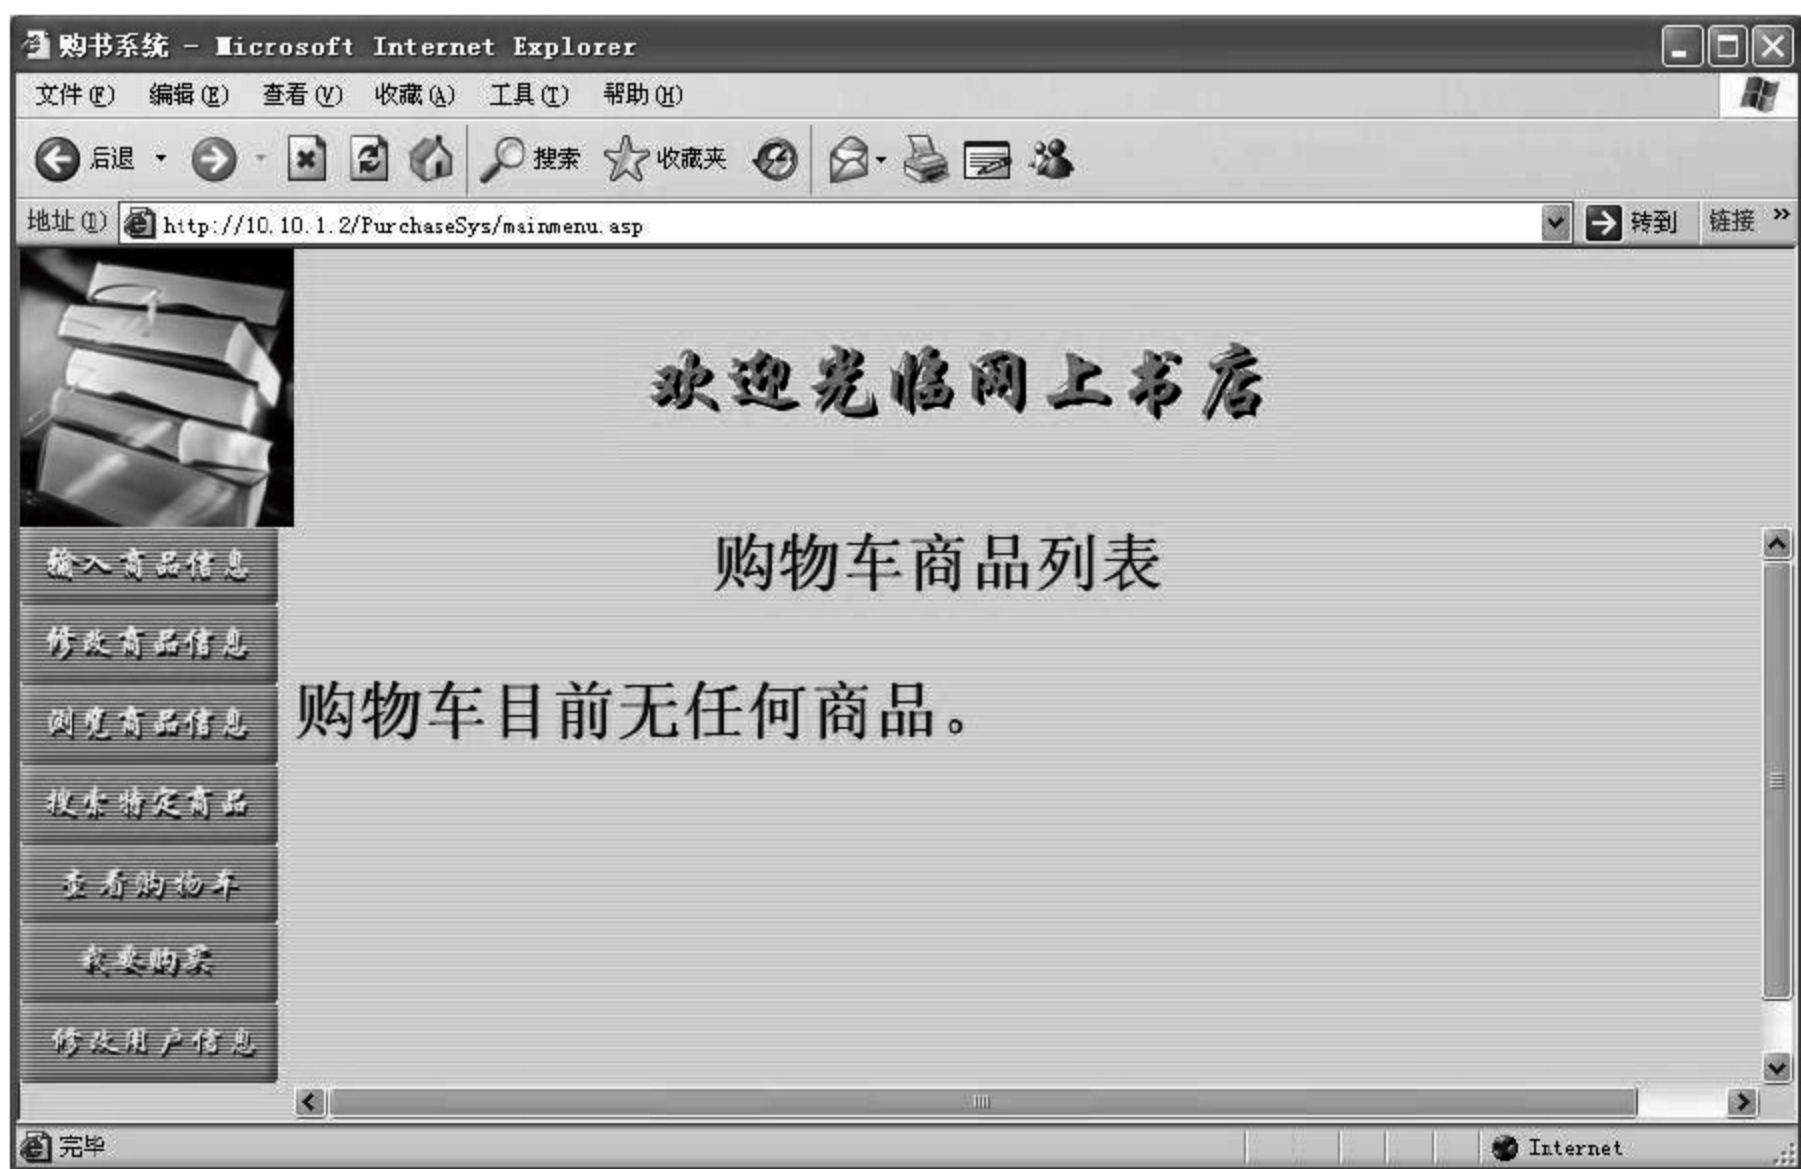 购书系统 - Microsoft Internet Explorer
文件(F) 编辑(E) 查看(V) 收藏(A) 工具(T) 帮助(H)
后退 搜索 收藏夹
地址(D) http://10.10.1.2/PurchaseSys/mainmenu.asp 转到 链接 »
欢迎光临网上书店
购物车商品列表
购物车目前无任何商品。
输入商品信息
修改商品信息
浏览商品信息
搜索特定商品
查看购物车
我要购买
修改用户信息
完毕 Internet